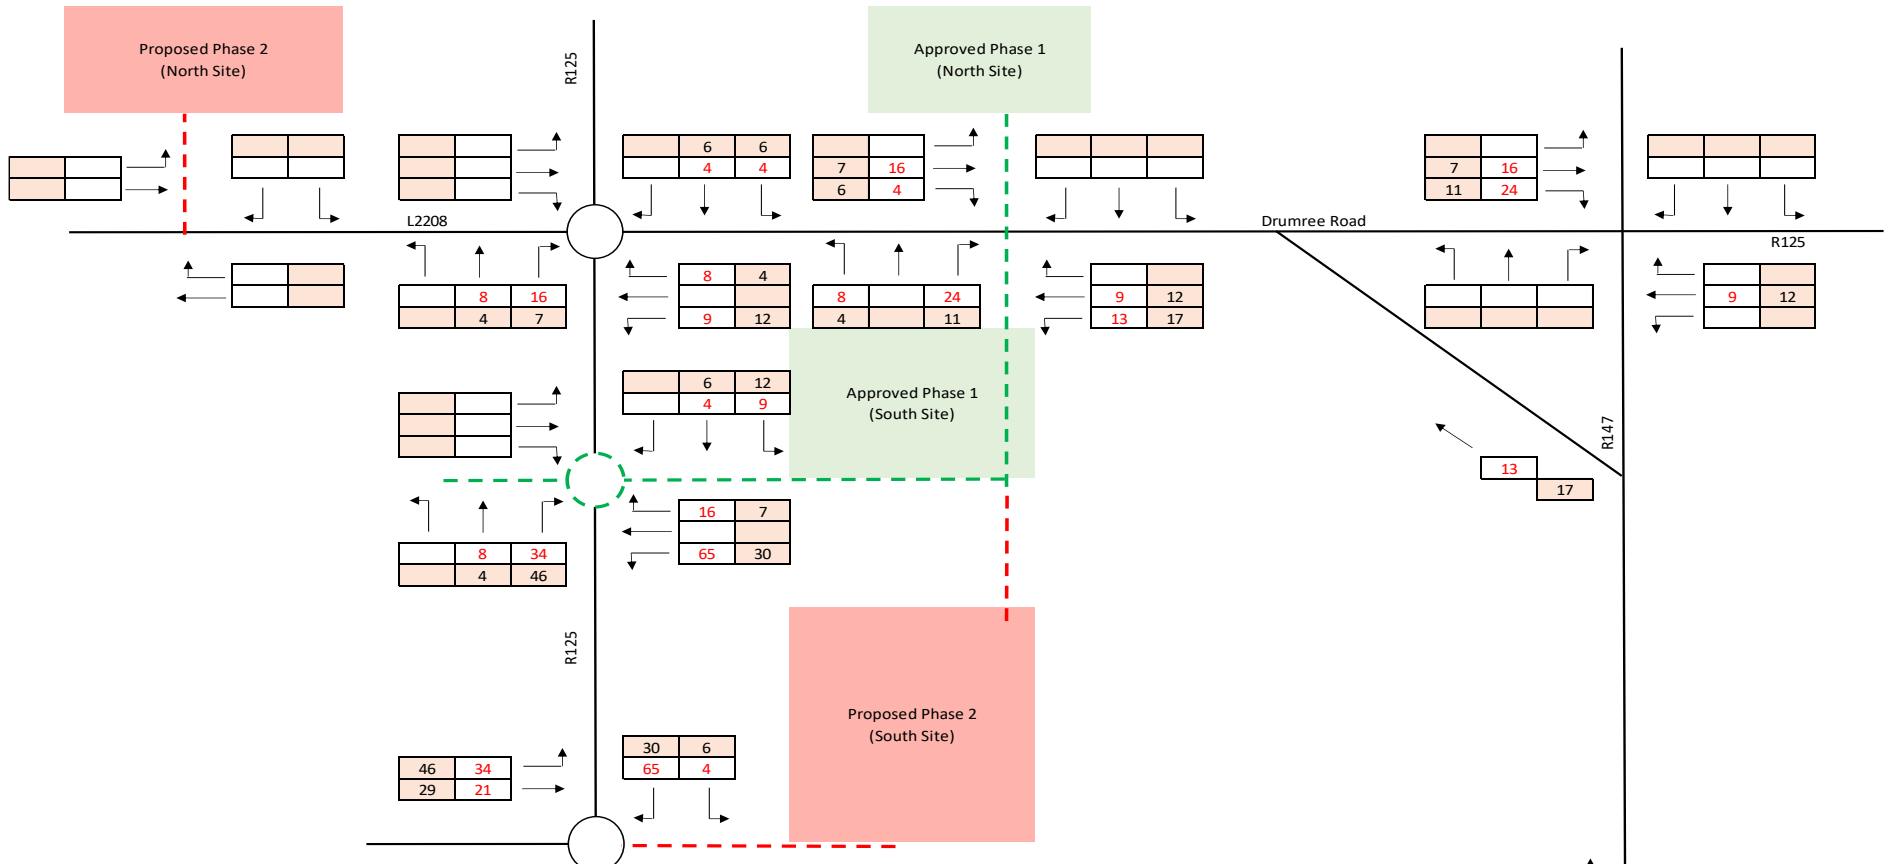 Proposed Phase 2
(North Site)
R125
Approved Phase 1
(North Site)
6 6
4 4
7 16
6 4
7 16
11 24
L2208
Drumree Road
R125
8 4
9 12
8 16
4 7
8 24
4 11
9 12
13 17
9 12
6 12
4 9
Approved Phase 1
(South Site)
R147
13
17
16 7
65 30
8 34
4 46
R125
Proposed Phase 2
(South Site)
30 6
65 4
46 34
29 21